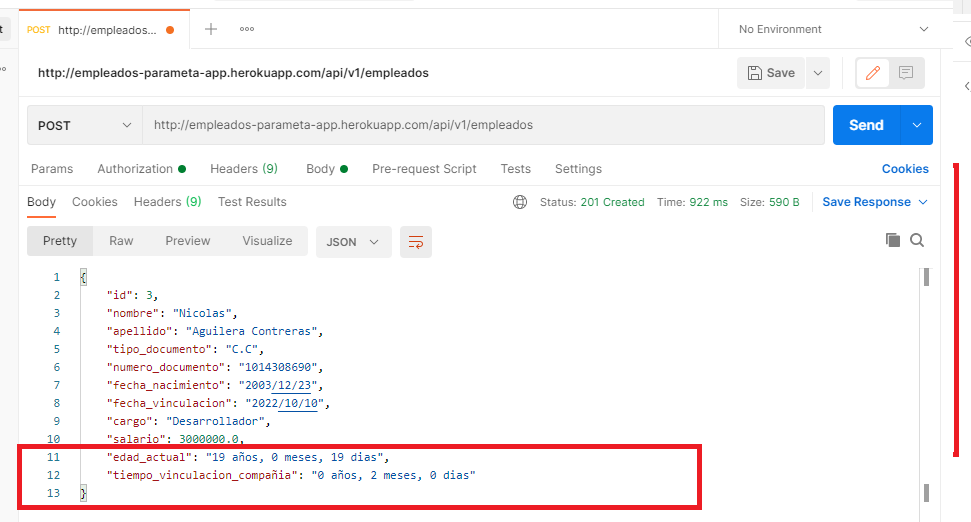 POST http://empleados... No Environment
http://empleados-parameta-app.herokuapp.com/api/v1/empleados Save
POST http://empleados-parameta-app.herokuapp.com/api/v1/empleados Send
Params Authorization Headers (9) Body Pre-request Script Tests Settings Cookies
Body Cookies Headers (9) Test Results Status: 201 Created Time: 922 ms Size: 590 B Save Response
Pretty Raw Preview Visualize JSON
1 {
2 "id": 3,
3 "nombre": "Nicolas",
4 "apellido": "Aguilera Contreras",
5 "tipo_documento": "C.C",
6 "numero_documento": "1014308690",
7 "fecha_nacimiento": "2003/12/23",
8 "fecha_vinculacion": "2022/10/10",
9 "cargo": "Desarrollador",
10 "salario": 3000000.0,
11 "edad_actual": "19 años, 0 meses, 19 dias",
12 "tiempo_vinculacion_compañia": "0 años, 2 meses, 0 dias"
13 }